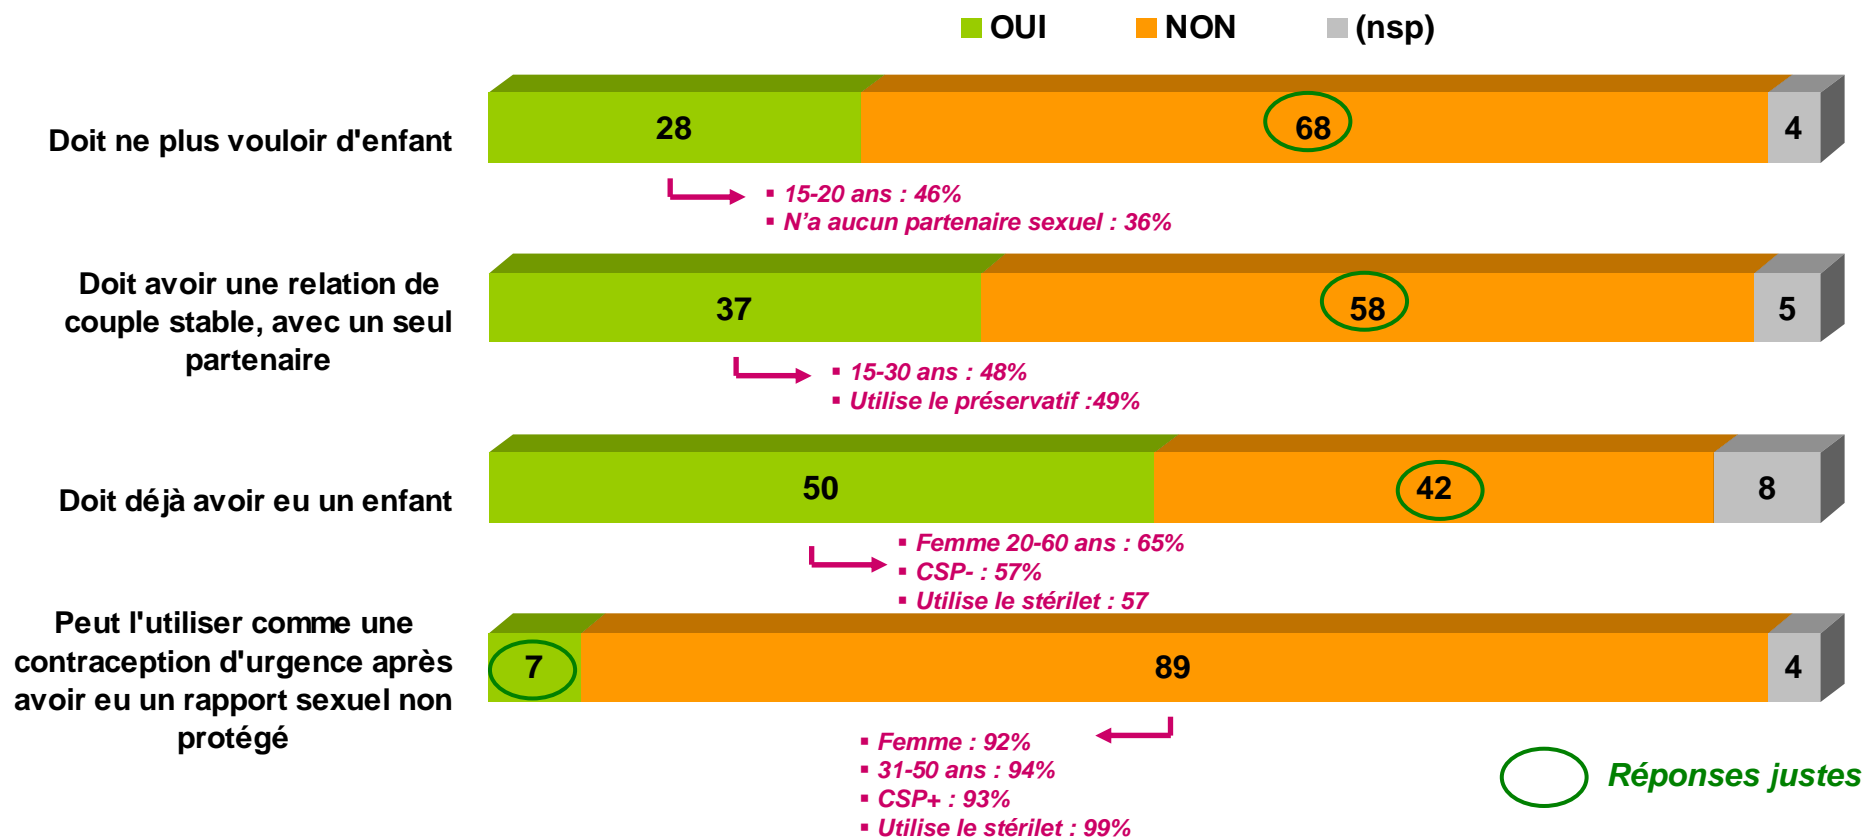 OUI NON (nsp)
Doit ne plus vouloir d'enfant
28 68 4
▪ 15-20 ans : 46%
▪ N’a aucun partenaire sexuel : 36%
Doit avoir une relation de
couple stable, avec un seul
partenaire
37 58 5
▪ 15-30 ans : 48%
▪ Utilise le préservatif :49%
Doit déjà avoir eu un enfant
50 42 8
▪ Femme 20-60 ans : 65%
▪ CSP- : 57%
▪ Utilise le stérilet : 57
Peut l'utiliser comme une
contraception d'urgence après
avoir eu un rapport sexuel non
protégé
7 89 4
▪ Femme : 92%
▪ 31-50 ans : 94%
▪ CSP+ : 93%
▪ Utilise le stérilet : 99%
Réponses justes